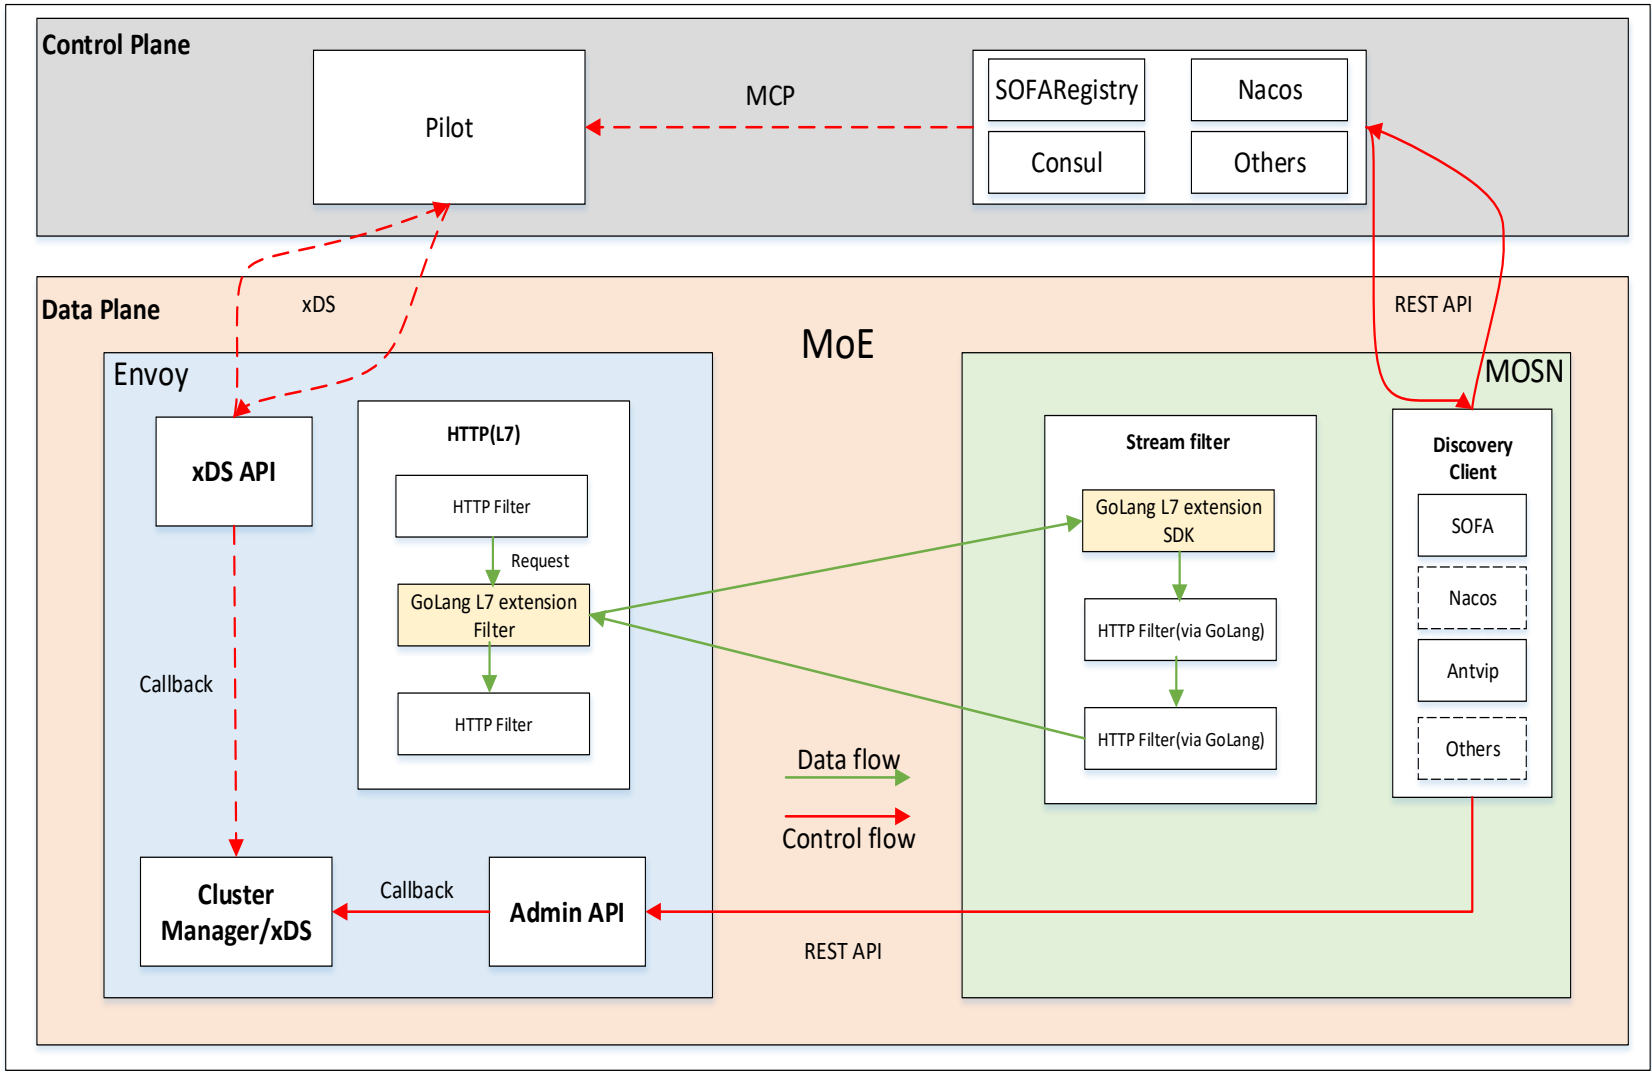 Control Plane
Pilot
MCP
SOFARegistry
Nacos
Consul
Others
xDS
REST API
Data Plane
MoE
Envoy
MOSN
xDS API
HTTP(L7)
HTTP Filter
Request
GoLang L7 extension
Filter
HTTP Filter
Callback
Stream filter
GoLang L7 extension
SDK
HTTP Filter(via GoLang)
HTTP Filter(via GoLang)
Discovery
Client
SOFA
Nacos
Antvip
Others
Data flow
Control flow
Cluster
Manager/xDS
Callback
Admin API
REST API